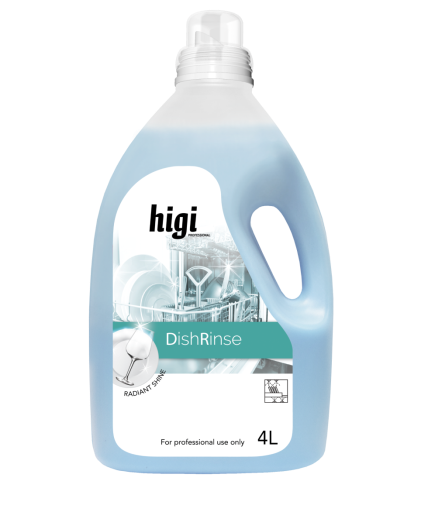 higi
PROFESSIONAL
DishRinse
RADIANT SHINE
For professional use only
4L